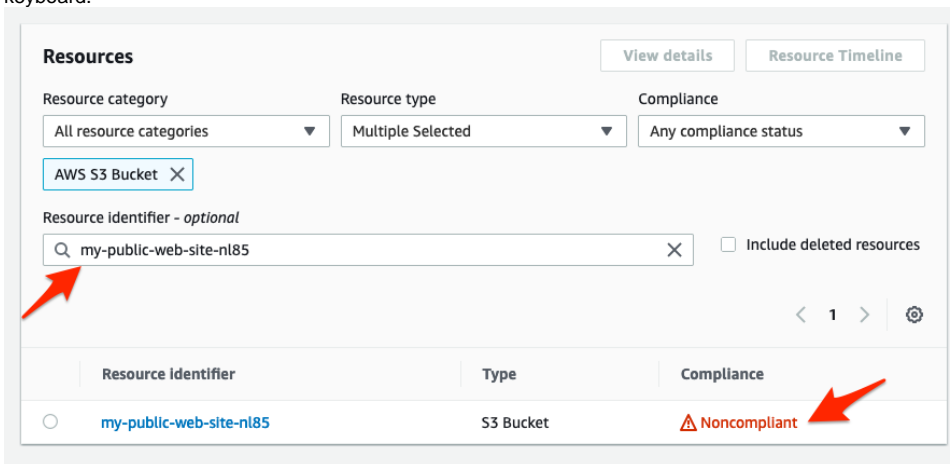 keyboard.
Resources
View details
Resource Timeline
Resource category
Resource type
Compliance
All resource categories
Multiple Selected
Any compliance status
AWS S3 Bucket
Resource identifier - optional
my-public-web-site-nl85
Include deleted resources
1
Resource identifier
Type
Compliance
my-public-web-site-nl85
S3 Bucket
Noncompliant